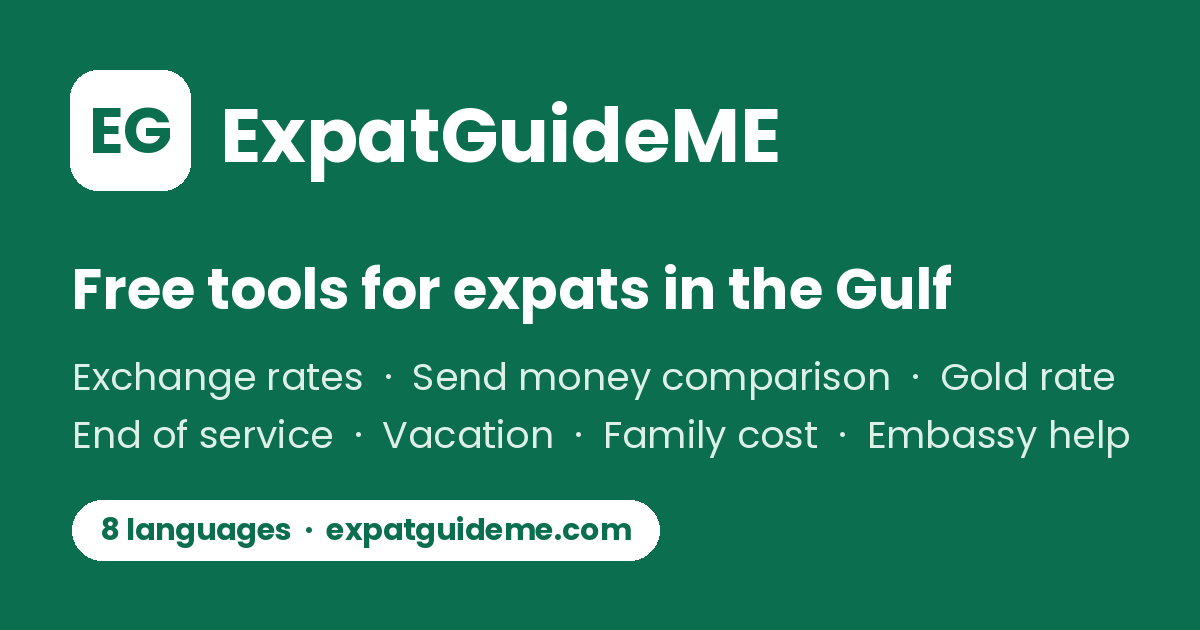 EG
ExpatGuideME
Free tools for expats in the Gulf
Exchange rates · Send money comparison · Gold rate
End of service · Vacation · Family cost · Embassy help
8 languages · expatguideme.com